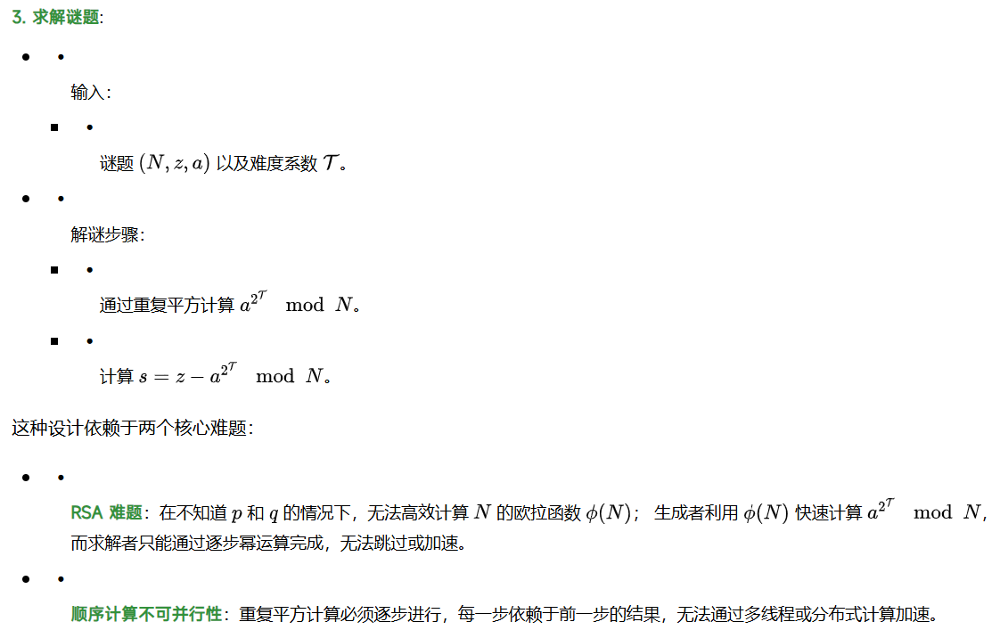 3. 求解谜题:
输入：
谜题 (N, z, a) 以及难度系数 𝒯。
解谜步骤：
通过重复平方计算 a^{2^𝒯} mod N。
计算 s = z − a^{2^𝒯} mod N。
这种设计依赖于两个核心难题：
RSA 难题：在不知道 p 和 q 的情况下，无法高效计算 N 的欧拉函数 ϕ(N)； 生成者利用 ϕ(N) 快速计算 a^{2^𝒯} mod N，
而求解者只能通过逐步幂运算完成，无法跳过或加速。
顺序计算不可并行性：重复平方计算必须逐步进行，每一步依赖于前一步的结果，无法通过多线程或分布式计算加速。